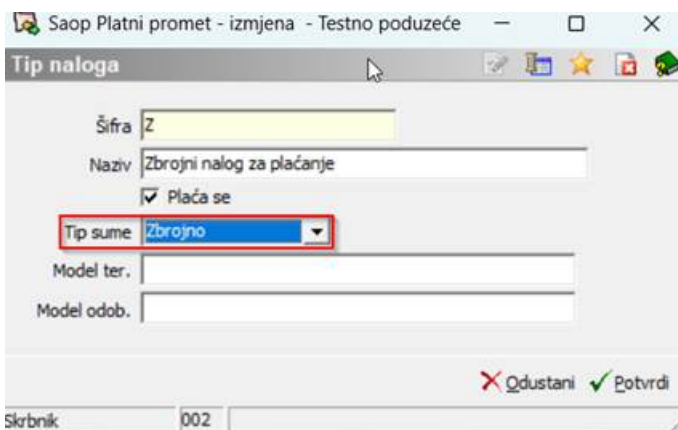 Saop Platni promet - izmjena - Testno poduzeće
Tip naloga
Šifra Z
Naziv Zbrojni nalog za plaćanje
Plaća se
Tip sume Zbrojno
Model ter.
Model odob.
Odustani Potvrdi
Skrbnik 002